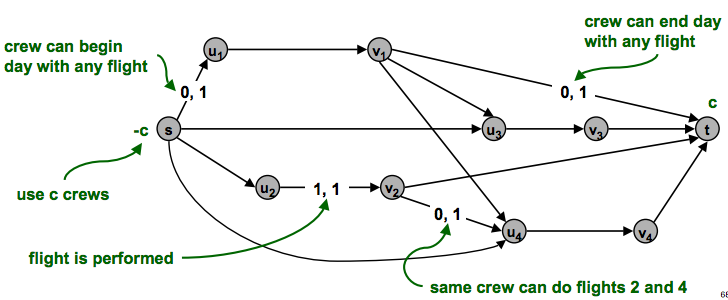 crew can begin
day with any flight
crew can end day
with any flight
u1
v1
0, 1
0, 1
c
-c
s
u3
v3
t
use c crews
u2
1, 1
v2
0, 1
u4
v4
flight is performed
same crew can do flights 2 and 4
68